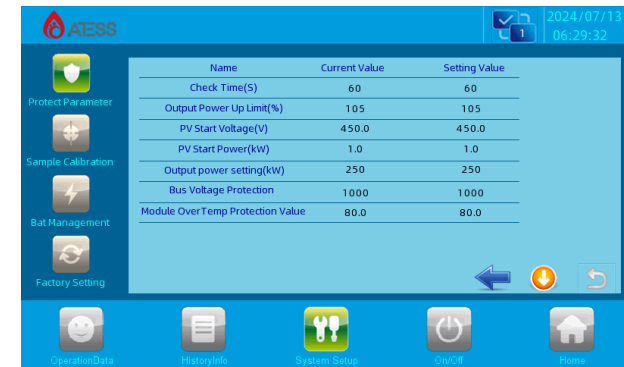 ATESS
1
2024/07/13
06:29:32
Protect Parameter
Sample Calibration
Bat Management
Factory Setting
Name Current Value Setting Value
Check Time(S) 60 60
Output Power Up Limit(%) 105 105
PV Start Voltage(V) 450.0 450.0
PV Start Power(kW) 1.0 1.0
Output power setting(kW) 250 250
Bus Voltage Protection 1000 1000
Module OverTemp Protection Value 80.0 80.0
OperationData HistoryInfo System Setup On/Off Home